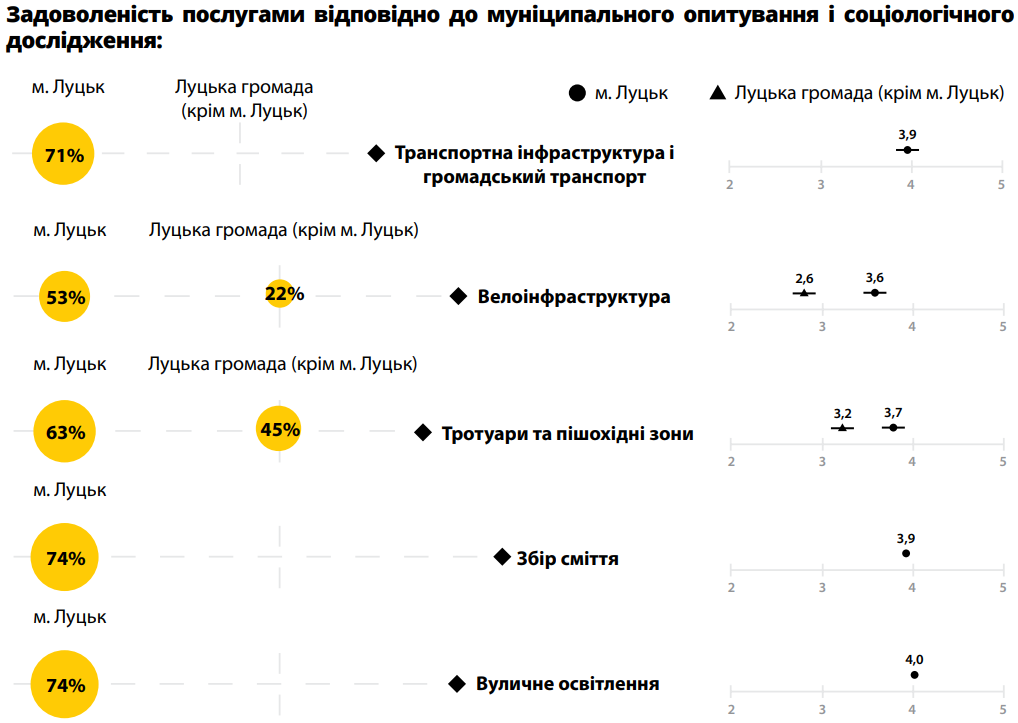 Задоволеність послугами відповідно до муніципального опитування і соціологічного
дослідження:
м. Луцьк
Луцька громада
(крім м. Луцьк)
м. Луцьк
Луцька громада (крім м. Луцьк)
71%
Транспортна інфраструктура і
громадський транспорт
3,9
2 3 4 5
м. Луцьк
Луцька громада (крім м. Луцьк)
53%
22%
Велоінфраструктура
2,6
3,6
2 3 4 5
м. Луцьк
Луцька громада (крім м. Луцьк)
63%
45%
Тротуари та пішохідні зони
3,2
3,7
2 3 4 5
м. Луцьк
74%
Збір сміття
3,9
2 3 4 5
м. Луцьк
74%
Вуличне освітлення
4,0
2 3 4 5